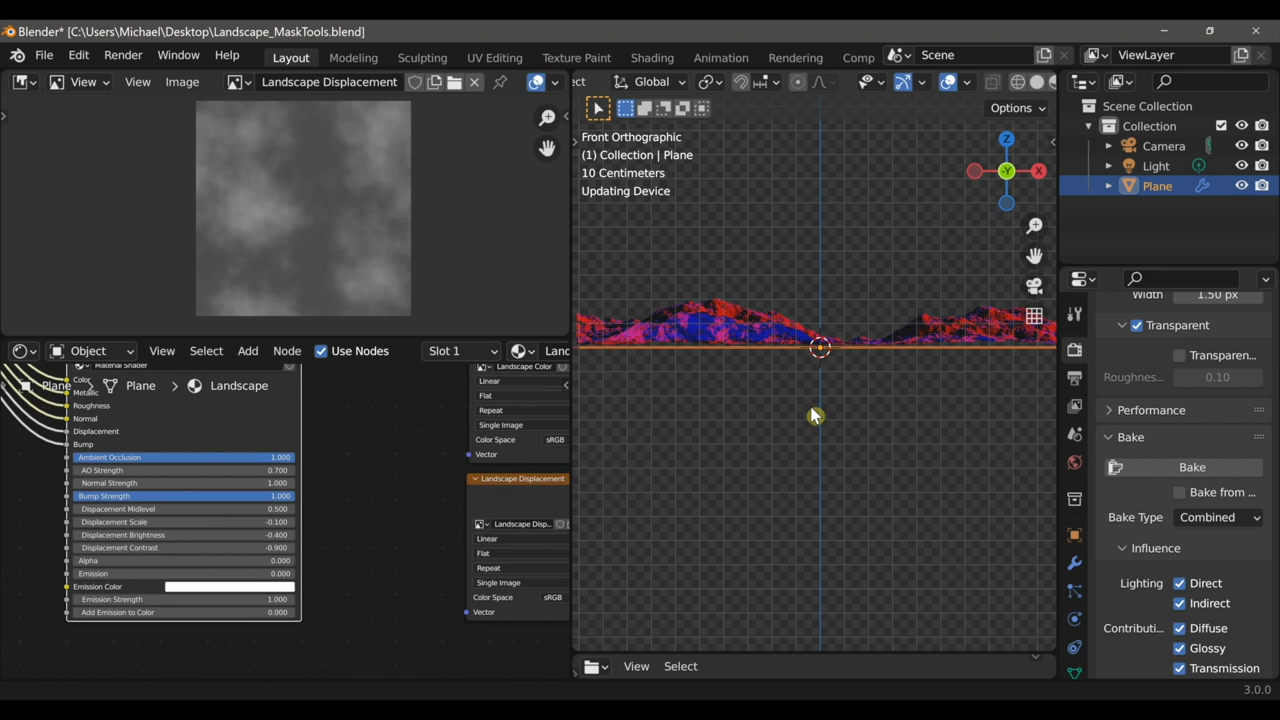 Blender* [C:\Users\Michael\Desktop\Landscape_MaskTools.blend]
File Edit Render Window Help Layout Modeling Sculpting UV Editing Texture Paint Shading Animation Rendering Comp Scene ViewLayer
View View Image Landscape Displacement
ect Global
Options
Front Orthographic
(1) Collection | Plane
10 Centimeters
Updating Device
Z
-Y
X
Scene Collection
Collection
Camera
Light
Plane
Object View Select Add Node Use Nodes Slot 1 Land
Material Shader
Plane Plane Landscape
Color
Metallic
Roughness
Normal
Displacement
Bump
Ambient Occlusion 1.000
AO Strength 0.700
Normal Strength 1.000
Bump Strength 1.000
Dispacement Midlevel 0.500
Displacement Scale -0.100
Displacement Brightness -0.400
Displacement Contrast -0.900
Alpha 0.000
Emission 0.000
Emission Color
Emission Strength 1.000
Add Emission to Color 0.000
Landscape Color
Linear
Flat
Repeat
Single Image
Color Space sRGB
Vector
Landscape Displacement
Landscape Disp...
Linear
Flat
Repeat
Single Image
Color Space sRGB
Vector
View Select
Width 1.50 px
Transparent
Transparen...
Roughnes... 0.10
Performance
Bake
Bake
Bake from ...
Bake Type Combined
Influence
Lighting Direct
Indirect
Contributi... Diffuse
Glossy
Transmission
3.0.0